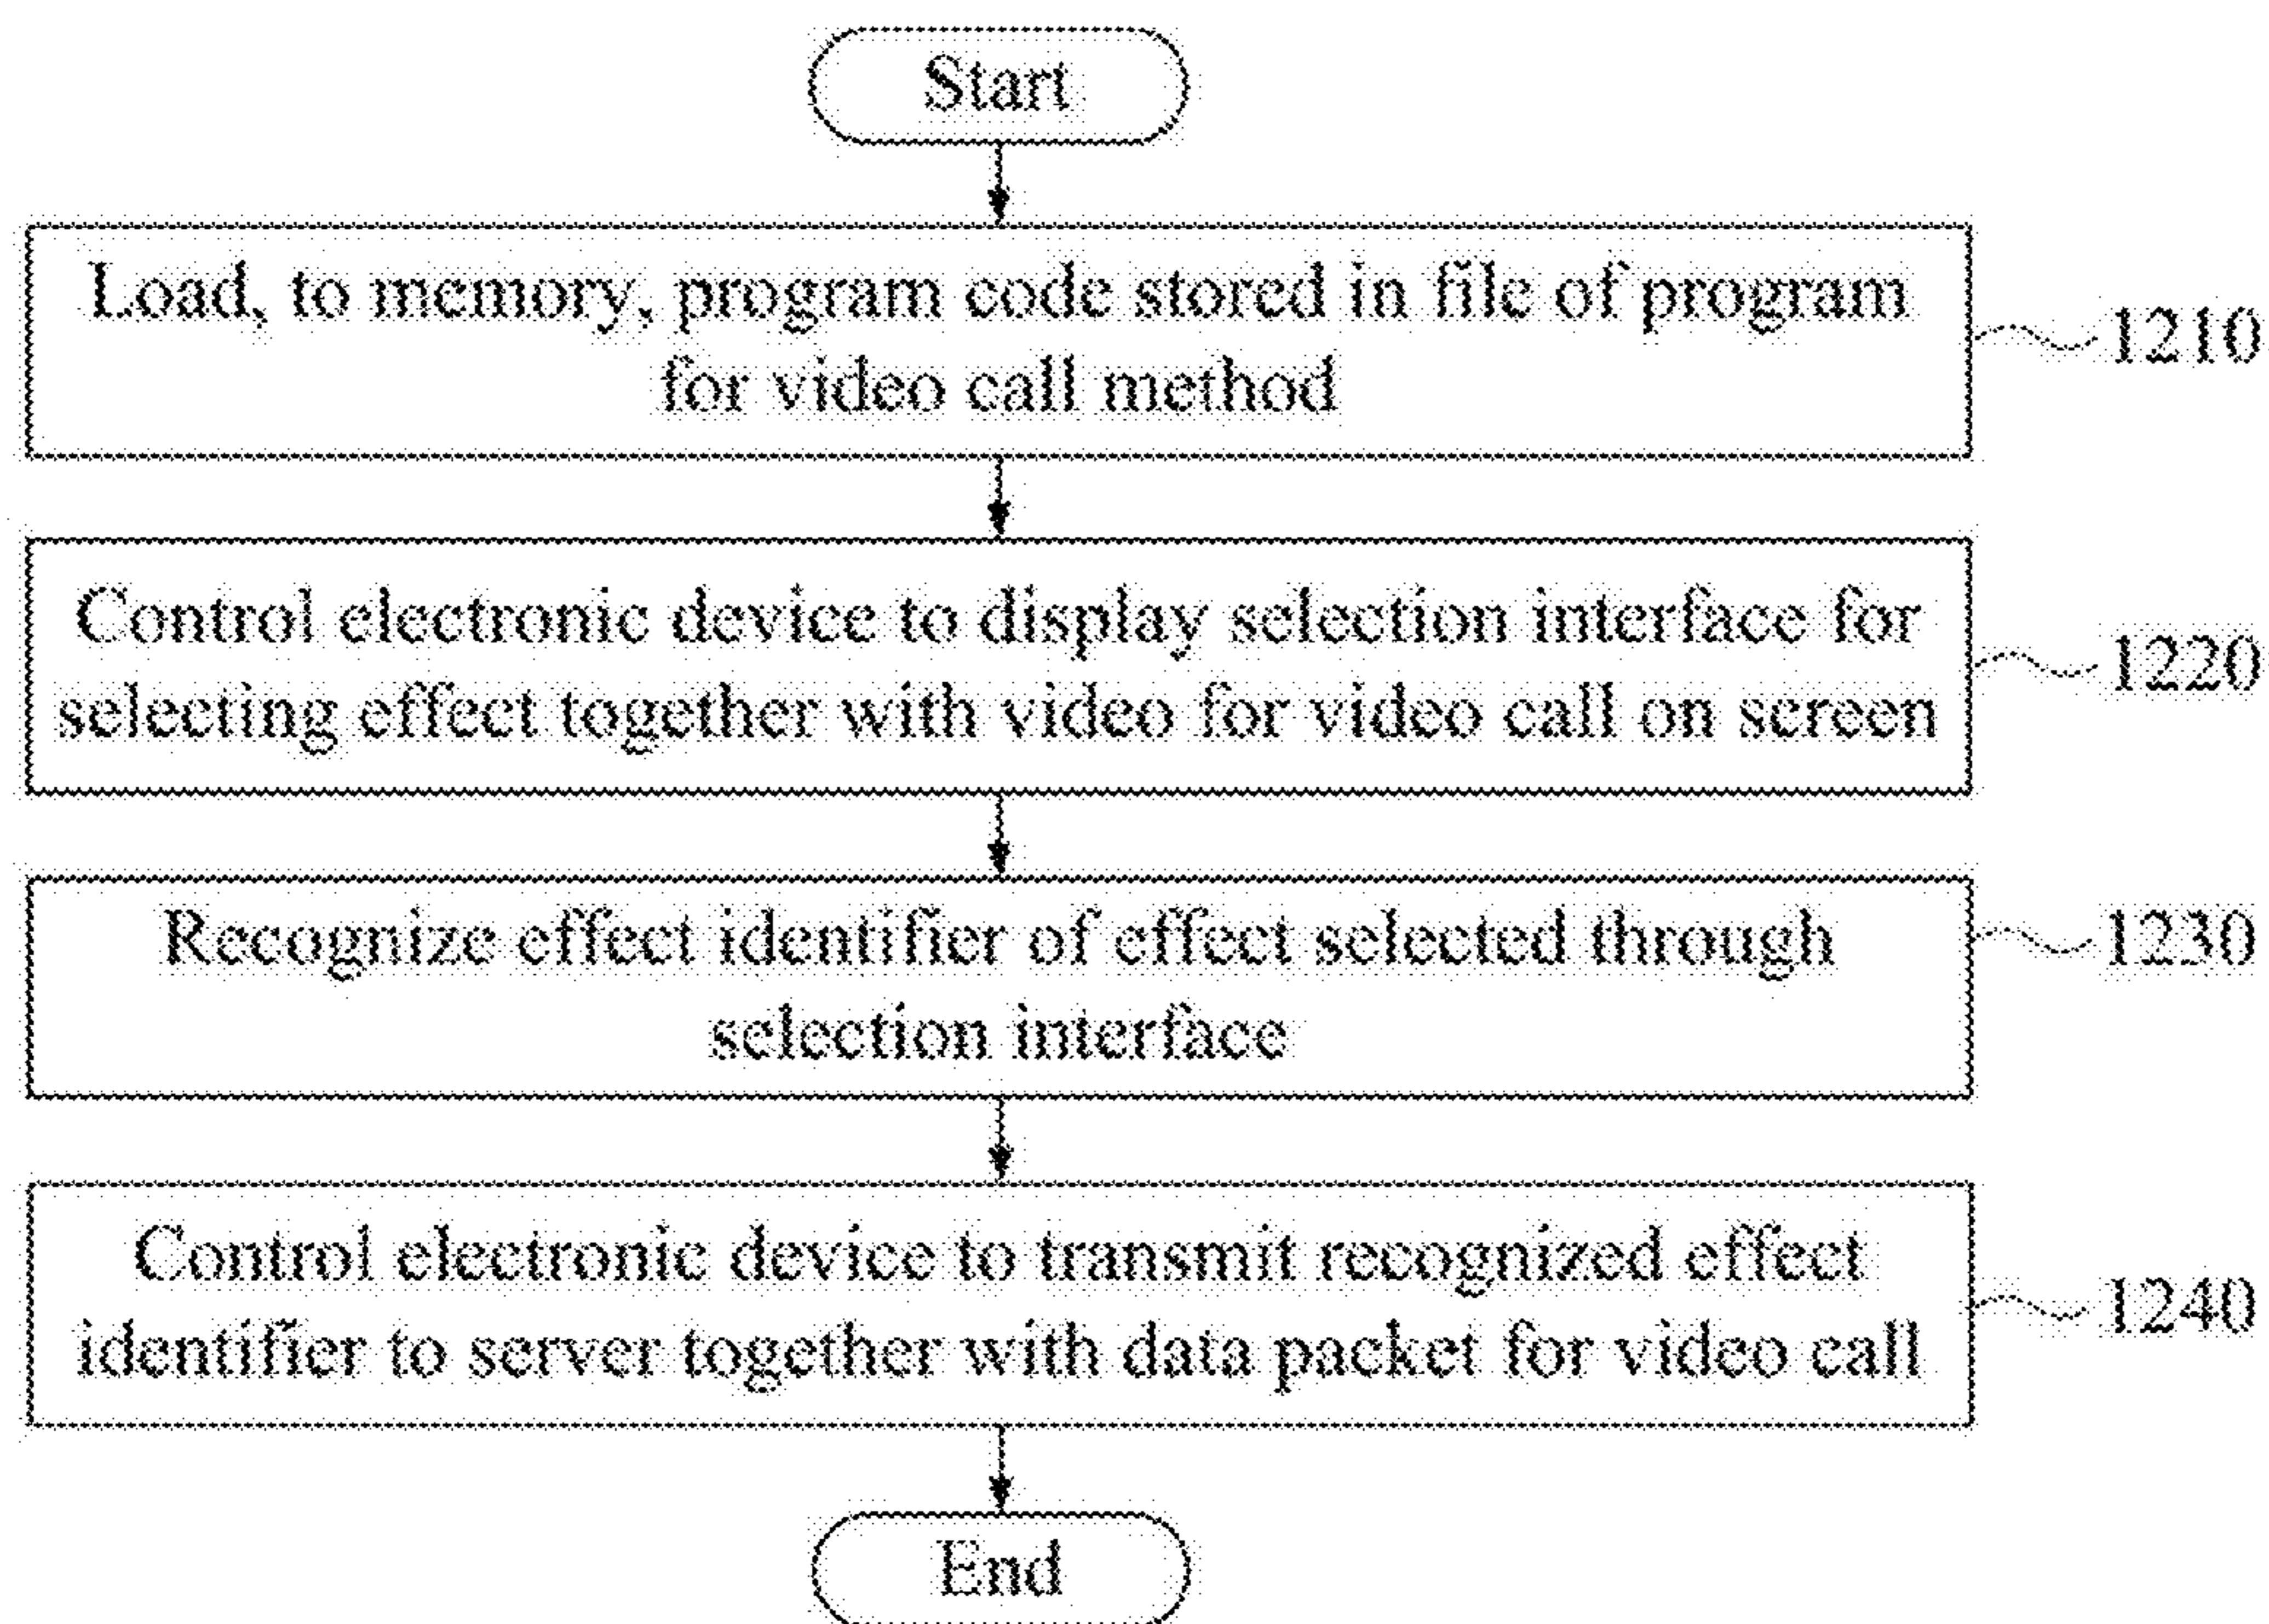 Start
Load, to memory, program code stored in file of program
for video call method
1210
Control electronic device to display selection interface for
selecting effect together with video for video call on screen
1220
Recognize effect identifier of effect selected through
selection interface
1230
Control electronic device to transmit recognized effect
identifier to server together with data packet for video call
1240
End